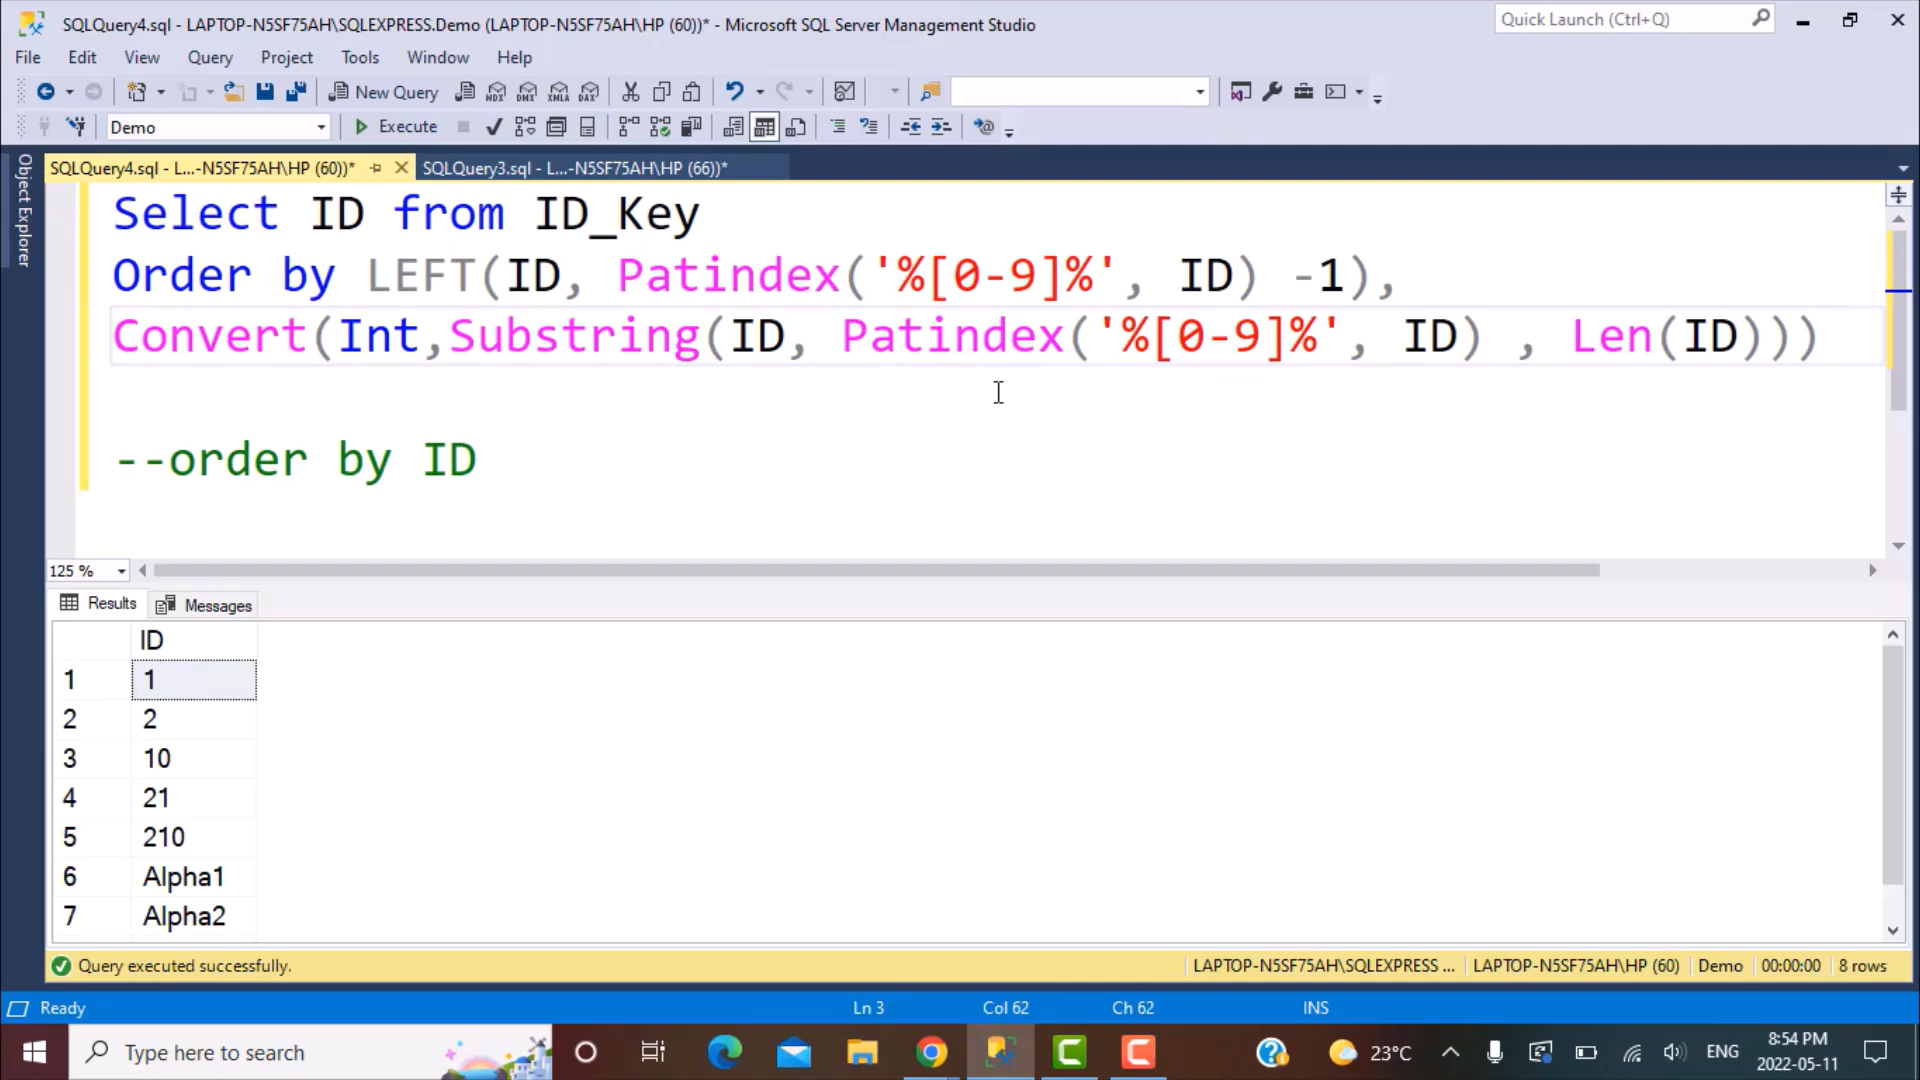 SQLQuery4.sql - LAPTOP-N5SF75AH\SQLEXPRESS.Demo (LAPTOP-N5SF75AH\HP (60))* - Microsoft SQL Server Management Studio
Quick Launch (Ctrl+Q)
File Edit View Query Project Tools Window Help
New Query MDX DMX XMLA DAX
Demo Execute
SQLQuery4.sql - L...-N5SF75AH\HP (60))* SQLQuery3.sql - L...-N5SF75AH\HP (66))*
Object Explorer
Select ID from ID_Key
Order by LEFT(ID, Patindex('%[0-9]%', ID) -1),
Convert(Int,Substring(ID, Patindex('%[0-9]%', ID) , Len(ID)))
--order by ID
125 %
Results Messages
ID
1 1
2 2
3 10
4 21
5 210
6 Alpha1
7 Alpha2
Query executed successfully. LAPTOP-N5SF75AH\SQLEXPRESS ... LAPTOP-N5SF75AH\HP (60) Demo 00:00:00 8 rows
Ready Ln 3 Col 62 Ch 62 INS
Type here to search 23°C ENG 8:54 PM
2022-05-11